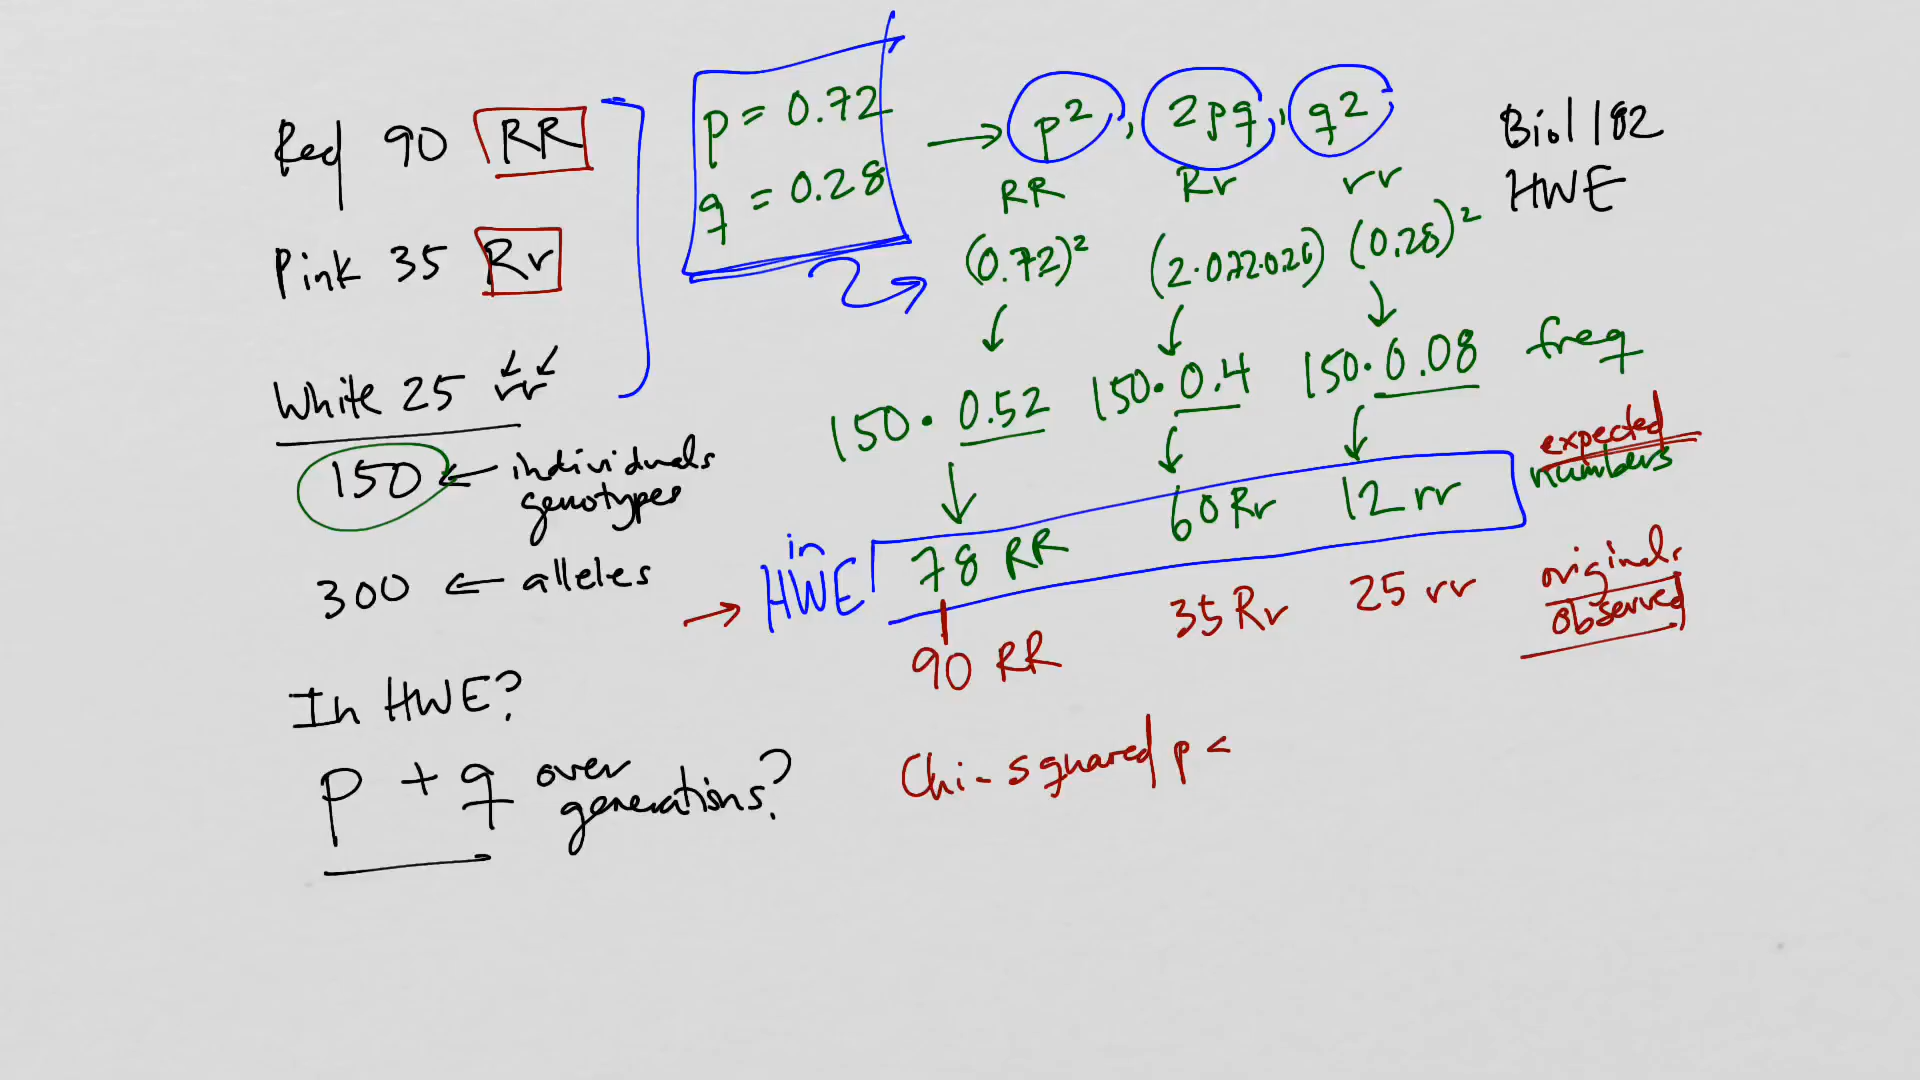 Red 90 RR
Pink 35 Rr
White 25 rr
150 ← individuals
genotypes
300 ← alleles
In HWE?
p + q over
generations?
p = 0.72
q = 0.28
→ p², 2pq, q²
RR Rr rr
(0.72)² (2·0.72·0.28) (0.28)²
150 · 0.52 150 · 0.4 150 · 0.08 freq
expected
numbers
in
HWE 78 RR 60 Rr 12 rr
→ 90 RR 35 Rr 25 rr
original
observed
Chi-squared p <
Biol 182
HWE